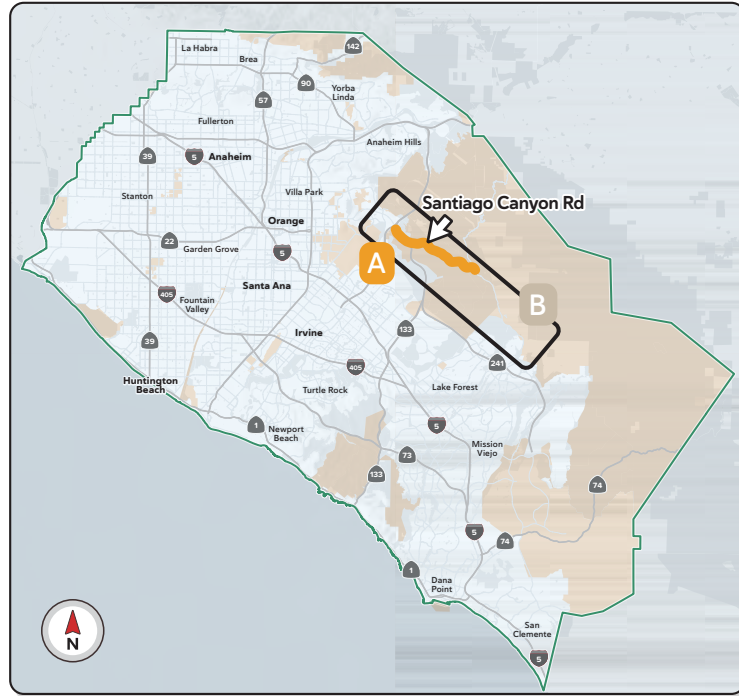 142
La Habra
Brea
90
Yorba
Linda
57
Fullerton
Anaheim Hills
39
5
Anaheim
Stanton
Villa Park
Santiago Canyon Rd
Orange
22
Garden Grove
5
A
Santa Ana
405
Fountain
Valley
B
Irvine
133
39
241
405
Huntington
Beach
Turtle Rock
Lake Forest
1
Newport
Beach
5
Mission
Viejo
73
133
74
5
74
1
Dana
Point
N
San
Clemente
5